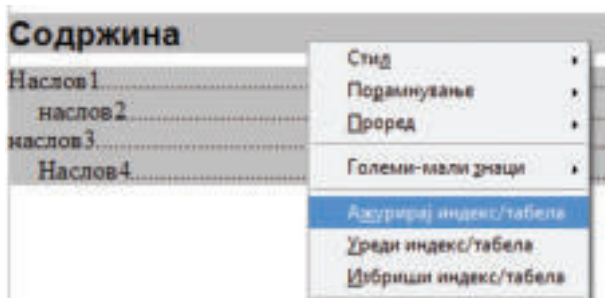 Содржина
Наслов1
наслов2
наслов3
Наслов4
Стил
Порамнување
Проред
Големи-мали знаци
Ажурирај индекс/табела
Уреди индекс/табела
Избриши индекс/табела